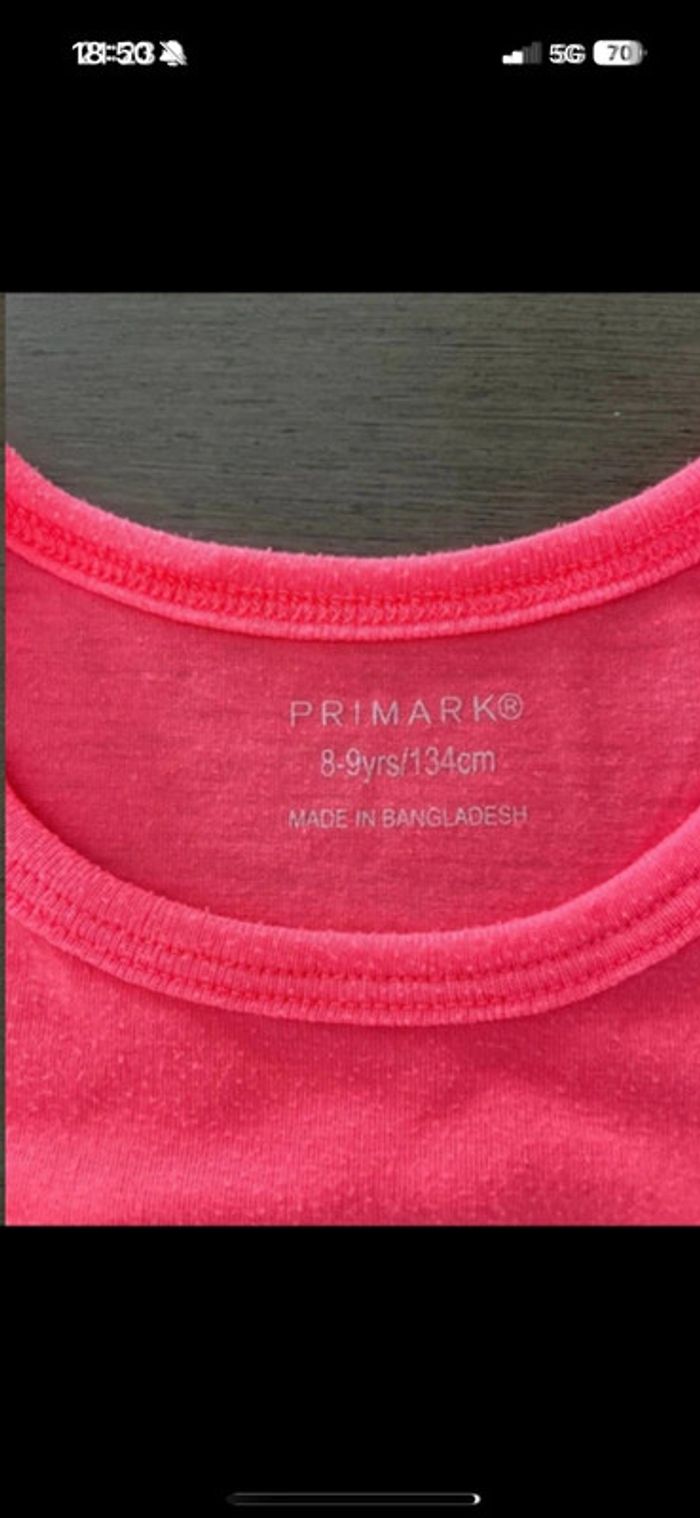 5G
70
PRIMARK®
8-9yrs/134cm
MADE IN BANGLADESH